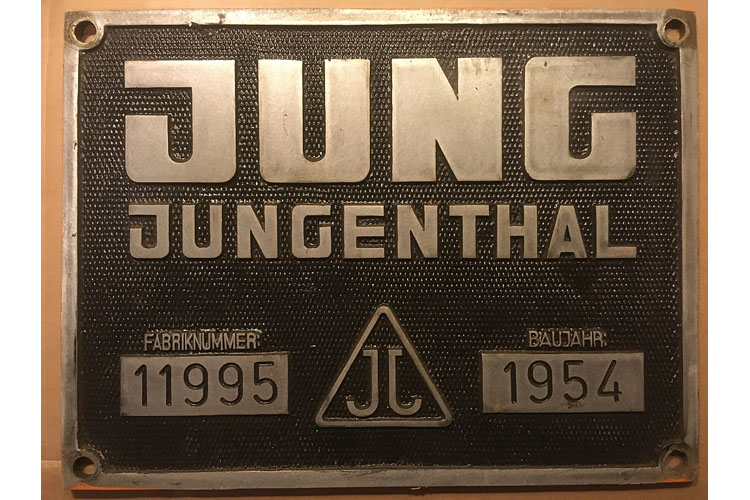 JUNG
JUNGENTHAL
FABRIKNUMMER:
BAUJAHR:
11995
JJ
1954